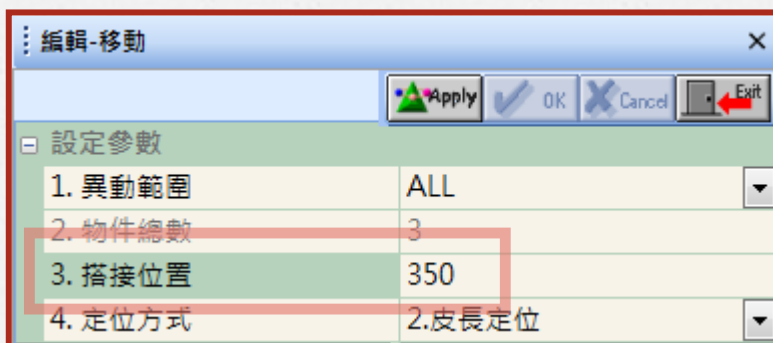 編輯-移動
Apply OK Cancel Exit
設定參數
1. 異動範圍 ALL
2. 物件總數 3
3. 搭接位置 350
4. 定位方式 2.皮長定位